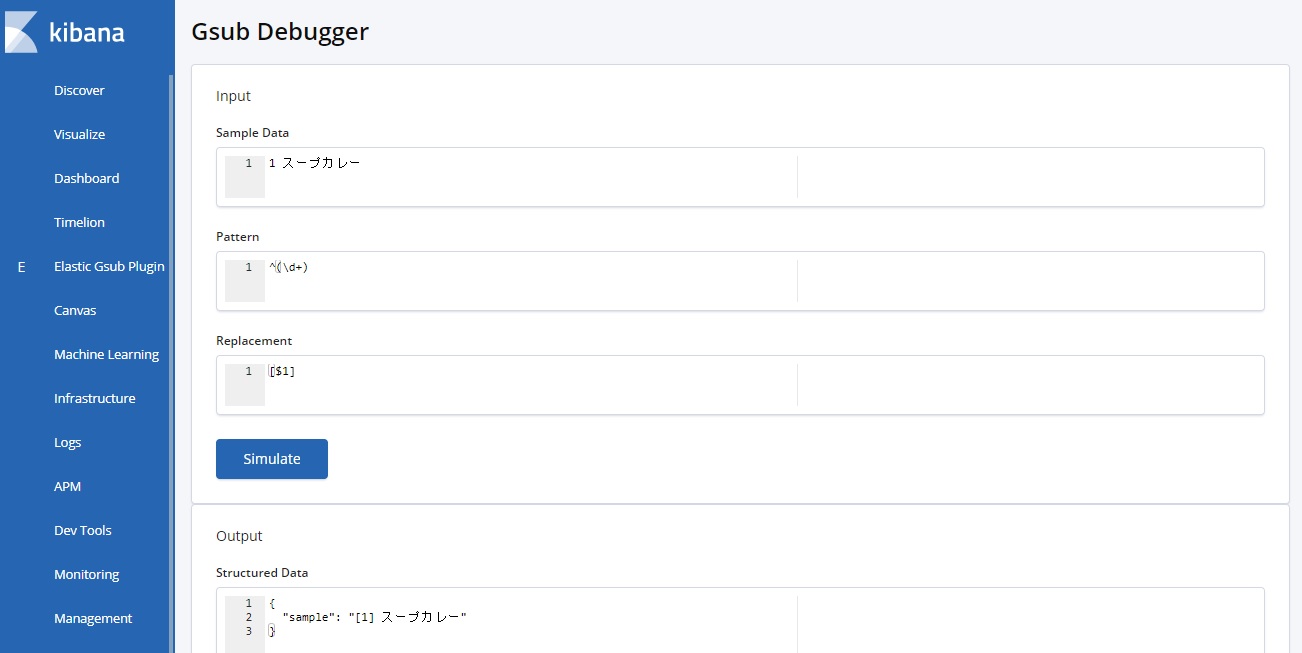 kibana
Discover
Visualize
Dashboard
Timelion
E Elastic Gsub Plugin
Canvas
Machine Learning
Infrastructure
Logs
APM
Dev Tools
Monitoring
Management
Gsub Debugger
Input
Sample Data
1 1 スープカレー
Pattern
1 ^(\d+)
Replacement
1 [$1]
Simulate
Output
Structured Data
1 {
2 "sample": "[1] スープカレー"
3 }